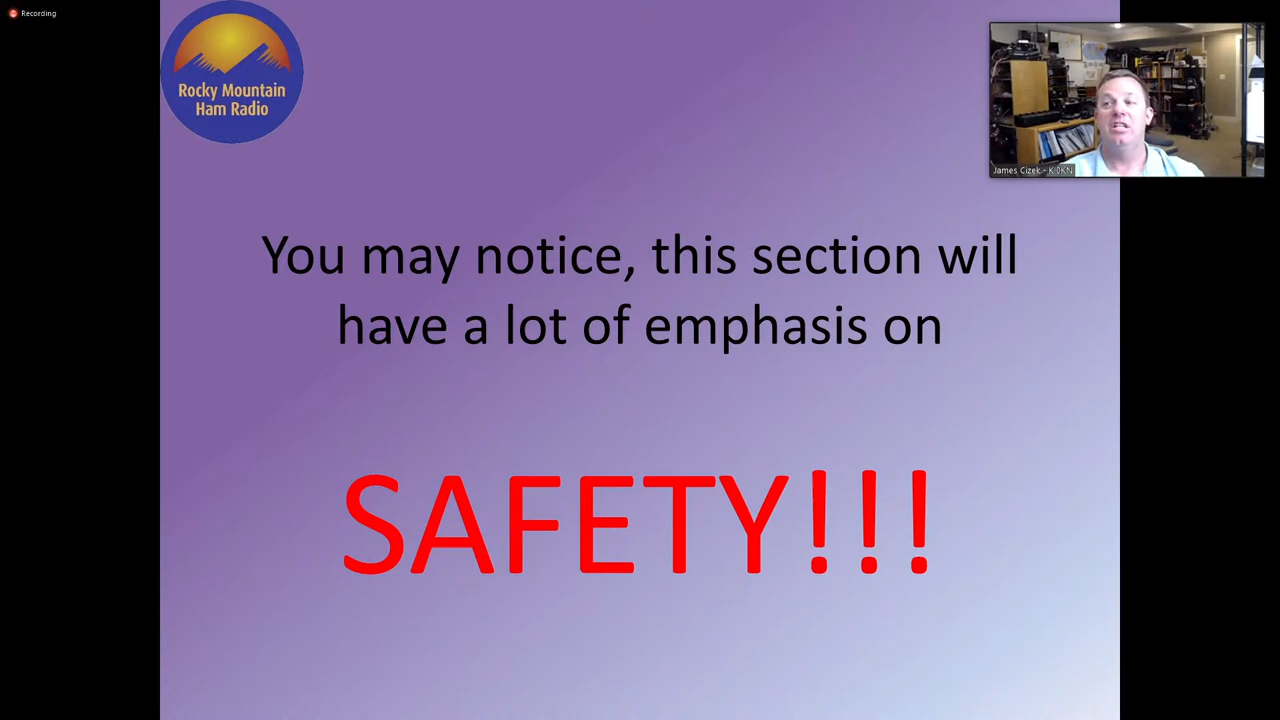 Recording
Rocky Mountain
Ham Radio
James Cizek - KI0KN
You may notice, this section will
have a lot of emphasis on
SAFETY!!!